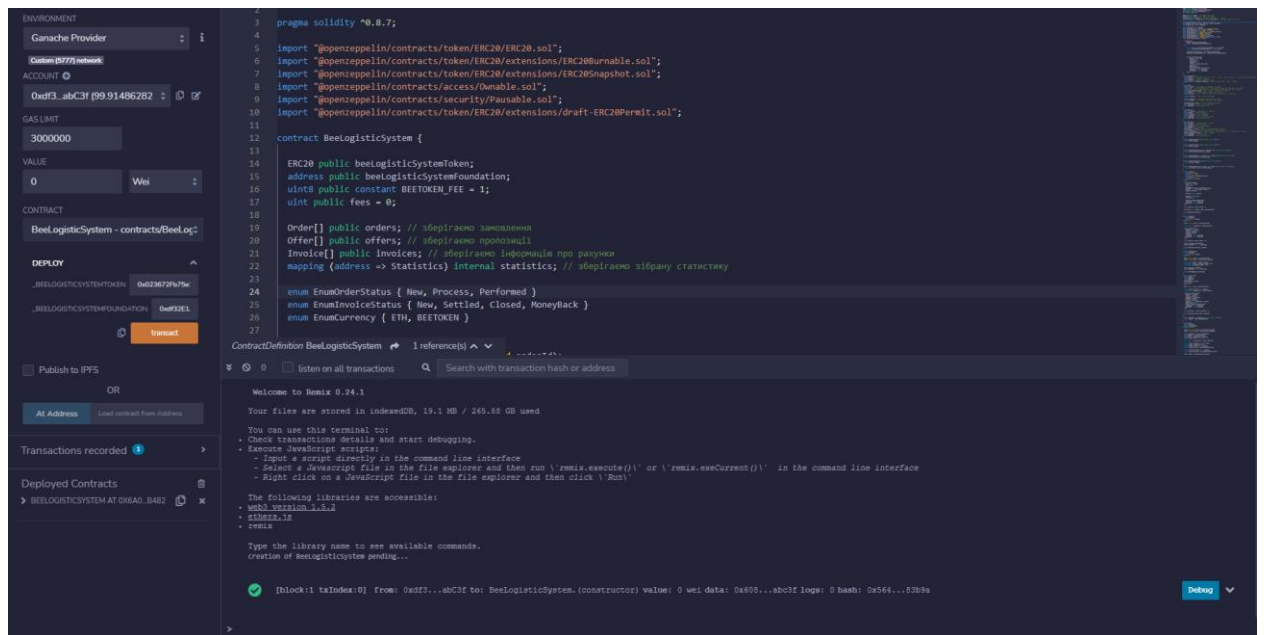 ENVIRONMENT
Ganache Provider
i
Custom (5777) network
ACCOUNT
0xdf3...abC3f (99.91486282
GAS LIMIT
3000000
VALUE
0
Wei
CONTRACT
BeeLogisticSystem - contracts/BeeLog
DEPLOY
_BEELOGISTICSYSTEMTOKEN: 0x023672Fb75e
_BEELOGISTICSYSTEMFOUNDATION: 0xdf32E1.
transact
Publish to IPFS
OR
At Address
Load contract from Address
Transactions recorded 1
Deployed Contracts
BEELOGISTICSYSTEM AT 0X6A0...B4B2
2
3 pragma solidity ^0.8.7;
4
5 import "@openzeppelin/contracts/token/ERC20/ERC20.sol";
6 import "@openzeppelin/contracts/token/ERC20/extensions/ERC20Burnable.sol";
7 import "@openzeppelin/contracts/token/ERC20/extensions/ERC20Snapshot.sol";
8 import "@openzeppelin/contracts/access/Ownable.sol";
9 import "@openzeppelin/contracts/security/Pausable.sol";
10 import "@openzeppelin/contracts/token/ERC20/extensions/draft-ERC20Permit.sol";
11
12 contract BeeLogisticSystem {
13
14 ERC20 public beeLogisticSystemToken;
15 address public beeLogisticSystemFoundation;
16 uint8 public constant BEETOKEN_FEE = 1;
17 uint public fees = 0;
18
19 Order[] public orders; // зберігаємо замовлення
20 Offer[] public offers; // зберігаємо пропозиції
21 Invoice[] public invoices; // зберігаємо інформацію про рахунки
22 mapping (address => Statistics) internal statistics; // зберігаємо зібрану статистику
23
24 enum EnumOrderStatus { New, Process, Performed }
25 enum EnumInvoiceStatus { New, Settled, Closed, MoneyBack }
26 enum EnumCurrency { ETH, BEETOKEN }
27
ContractDefinition BeeLogisticSystem 1 reference(s)
0 listen on all transactions Search with transaction hash or address
Welcome to Remix 0.24.1
Your files are stored in indexedDB, 19.1 MB / 265.88 GB used
You can use this terminal to:
• Check transactions details and start debugging.
• Execute JavaScript scripts:
- Input a script directly in the command line interface
- Select a Javascript file in the file explorer and then run \`remix.execute()\` or \`remix.exeCurrent()\` in the command line interface
- Right click on a JavaScript file in the file explorer and then click \`Run\`
The following libraries are accessible:
• web3 version 1.5.2
• ethers.js
• remix
Type the library name to see available commands.
creation of BeeLogisticSystem pending...
[block:1 txIndex:0] from: 0xdf3...abC3f to: BeeLogisticSystem.(constructor) value: 0 wei data: 0x608...abc3f logs: 0 hash: 0x564...83b9a
Debug
>